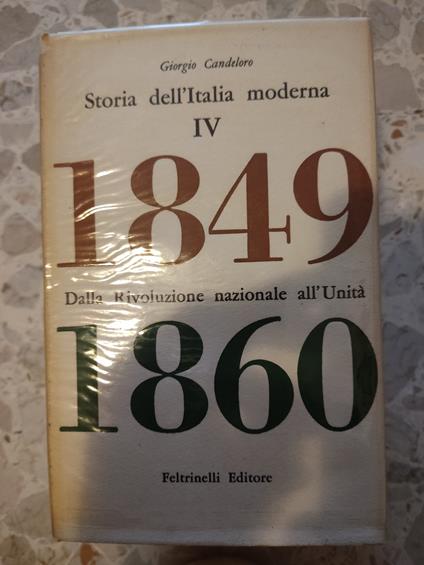 Giorgio Candeloro
Storia dell'Italia moderna
IV
1849
Dalla Rivoluzione nazionale all'Unità
1860
Feltrinelli Editore